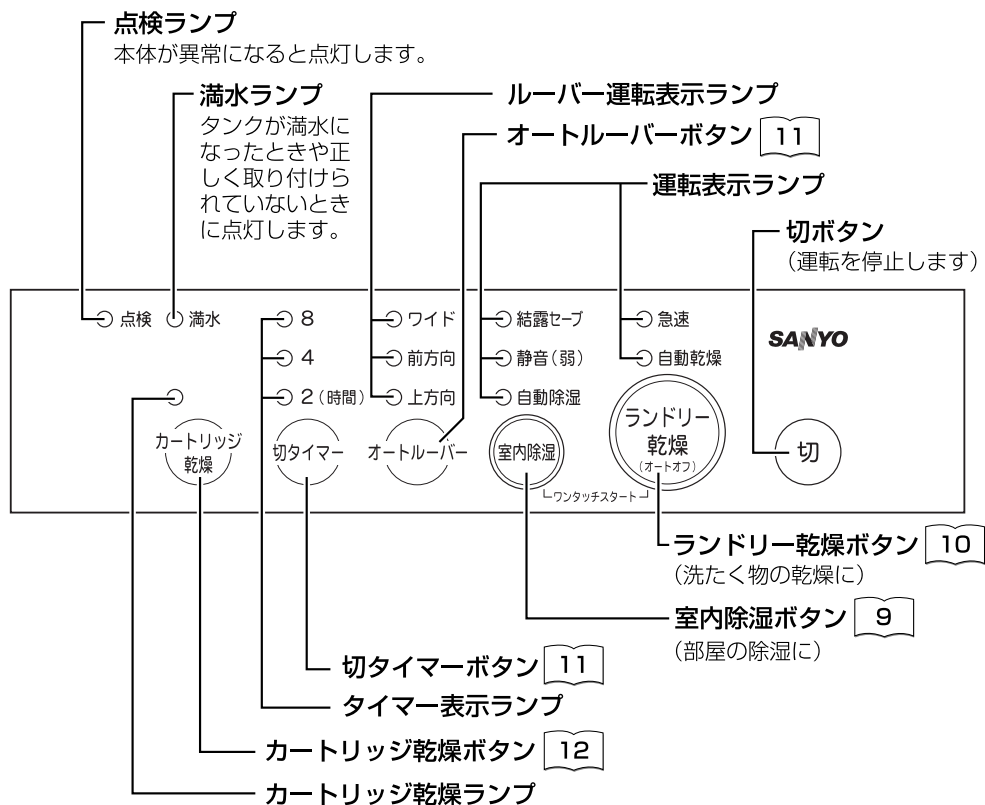 点検ランプ
本体が異常になると点灯します。
満水ランプ
タンクが満水に
なったときや正
しく取り付けら
れていないとき
に点灯します。
ルーバー運転表示ランプ
オートルーバーボタン 11
運転表示ランプ
切ボタン
（運転を停止します）
点検 満水 8 ワイド 結露セーブ 急速
SANYO
4 前方向 静音（弱） 自動乾燥
2（時間） 上方向 自動除湿
カートリッジ
乾燥
切タイマー
オートルーバー
室内除湿
ランドリー
乾燥
（オートオフ）
切
ワンタッチスタート
ランドリー乾燥ボタン 10
（洗たく物の乾燥に）
室内除湿ボタン 9
（部屋の除湿に）
切タイマーボタン 11
タイマー表示ランプ
カートリッジ乾燥ボタン 12
カートリッジ乾燥ランプ